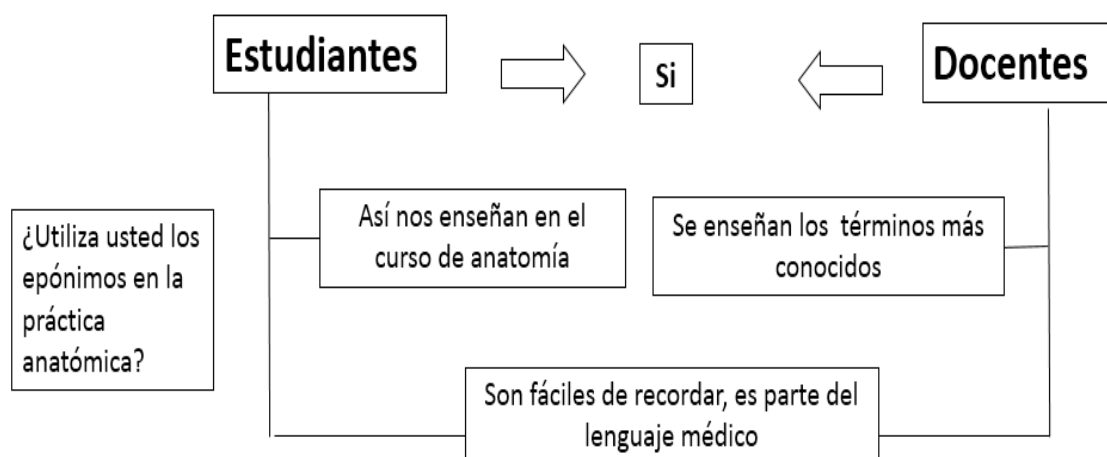 Estudiantes
Si
Docentes
¿Utiliza usted los
epónimos en la
práctica
anatómica?
Así nos enseñan en el
curso de anatomía
Se enseñan los términos más
conocidos
Son fáciles de recordar, es parte del
lenguaje médico